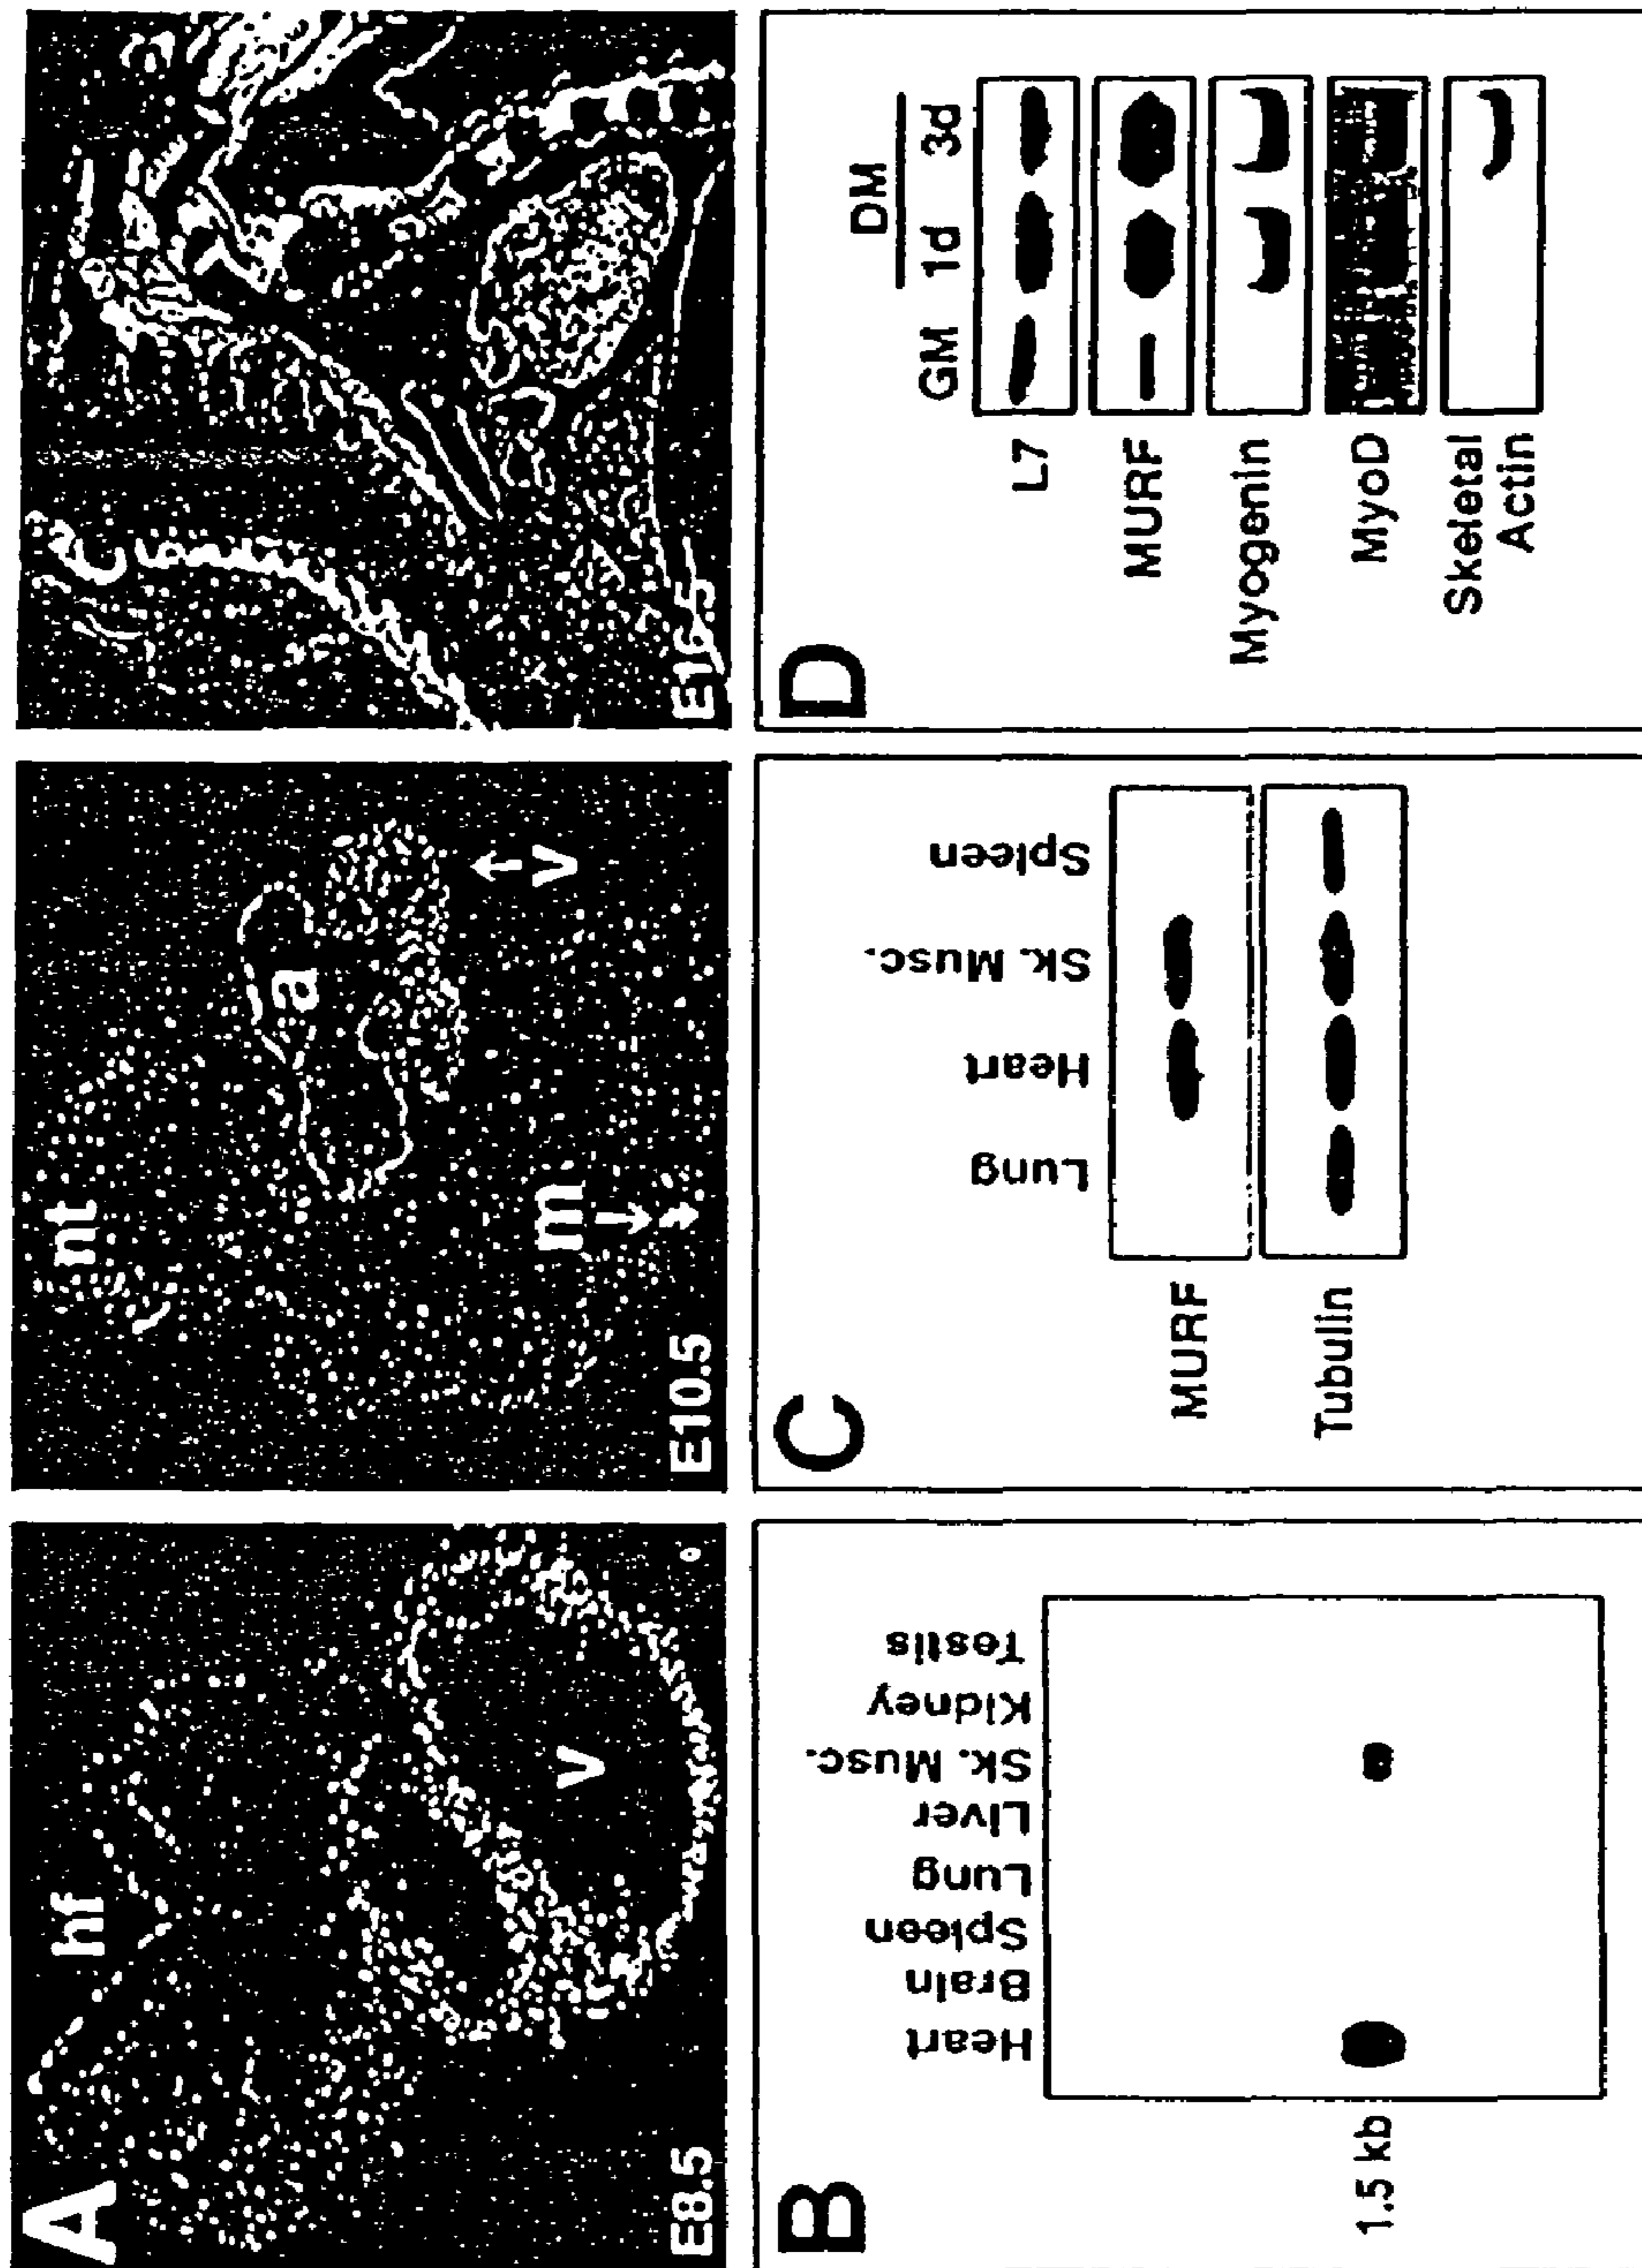 A
hf
v
E8.5
nt
a
v
m
E10.5
E16.5
B
Heart
Brain
Spleen
Lung
Liver
Sk. Musc.
Kidney
Testis
1.5 kb
C
Lung
Heart
Sk. Musc.
Spleen
MURF
Tubulin
D
DM
GM 1d 3d
L7
MURF
Myogenin
MyoD
Skeletal
Actin